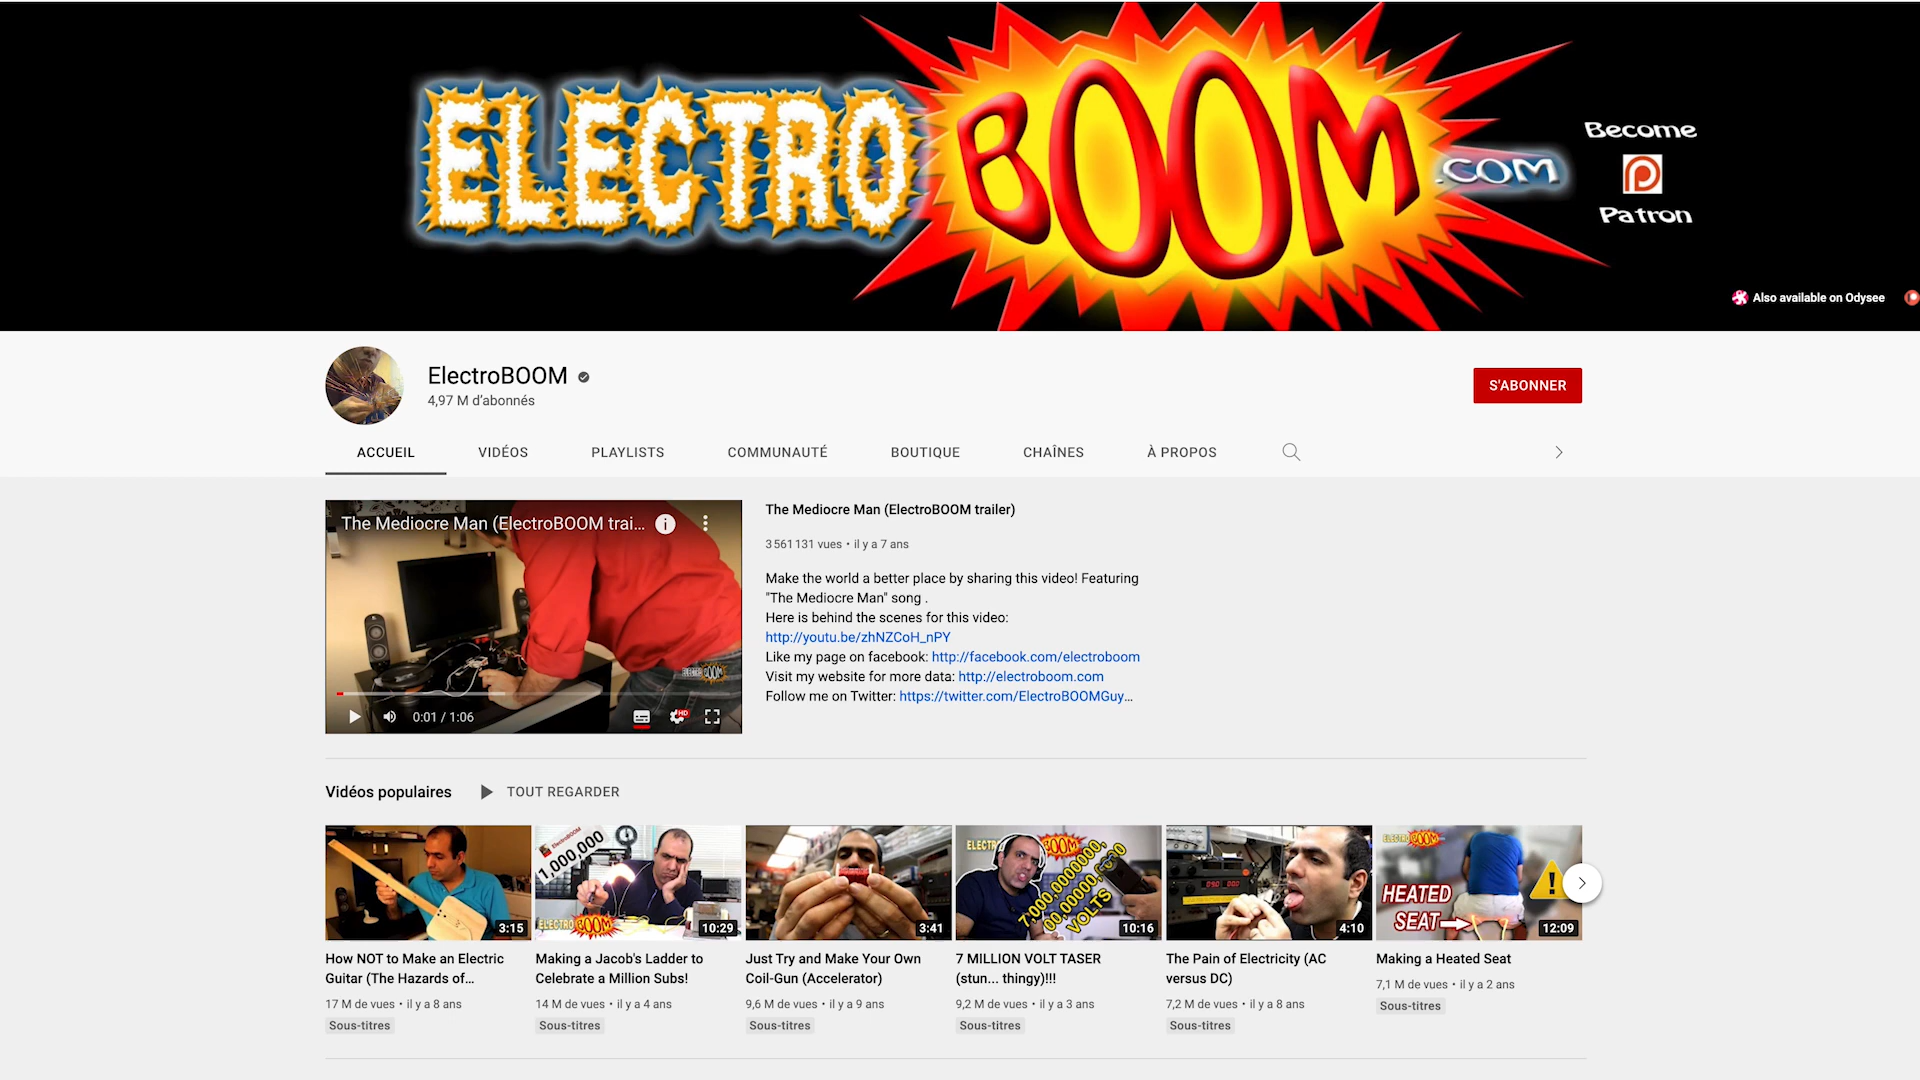 ELECTROBOOM.COM
Become
Patron
Also available on Odysee
ElectroBOOM
4,97 M d'abonnés
S'ABONNER
ACCUEIL
VIDÉOS
PLAYLISTS
COMMUNAUTÉ
BOUTIQUE
CHAÎNES
À PROPOS
The Mediocre Man (ElectroBOOM trai...
ELECTROBOOM
0:01 / 1:06
HD
The Mediocre Man (ElectroBOOM trailer)
3 561 131 vues • il y a 7 ans
Make the world a better place by sharing this video! Featuring
"The Mediocre Man" song .
Here is behind the scenes for this video:
http://youtu.be/zhNZCoH_nPY
Like my page on facebook: http://facebook.com/electroboom
Visit my website for more data: http://electroboom.com
Follow me on Twitter: https://twitter.com/ElectroBOOMGuy...
Vidéos populaires
TOUT REGARDER
3:15
How NOT to Make an Electric
Guitar (The Hazards of...
17 M de vues • il y a 8 ans
Sous-titres
ElectroBOOM
1,000,000
ELECTROBOOM
10:29
Making a Jacob's Ladder to
Celebrate a Million Subs!
14 M de vues • il y a 4 ans
Sous-titres
3:41
Just Try and Make Your Own
Coil-Gun (Accelerator)
9,6 M de vues • il y a 9 ans
Sous-titres
ELECTR BOOM
VOLTS
10:16
7 MILLION VOLT TASER
(stun... thingy)!!!
9,2 M de vues • il y a 3 ans
Sous-titres
4:10
The Pain of Electricity (AC
versus DC)
7,2 M de vues • il y a 8 ans
Sous-titres
ELECTROBOOM
HEATED
SEAT
12:09
Making a Heated Seat
7,1 M de vues • il y a 2 ans
Sous-titres